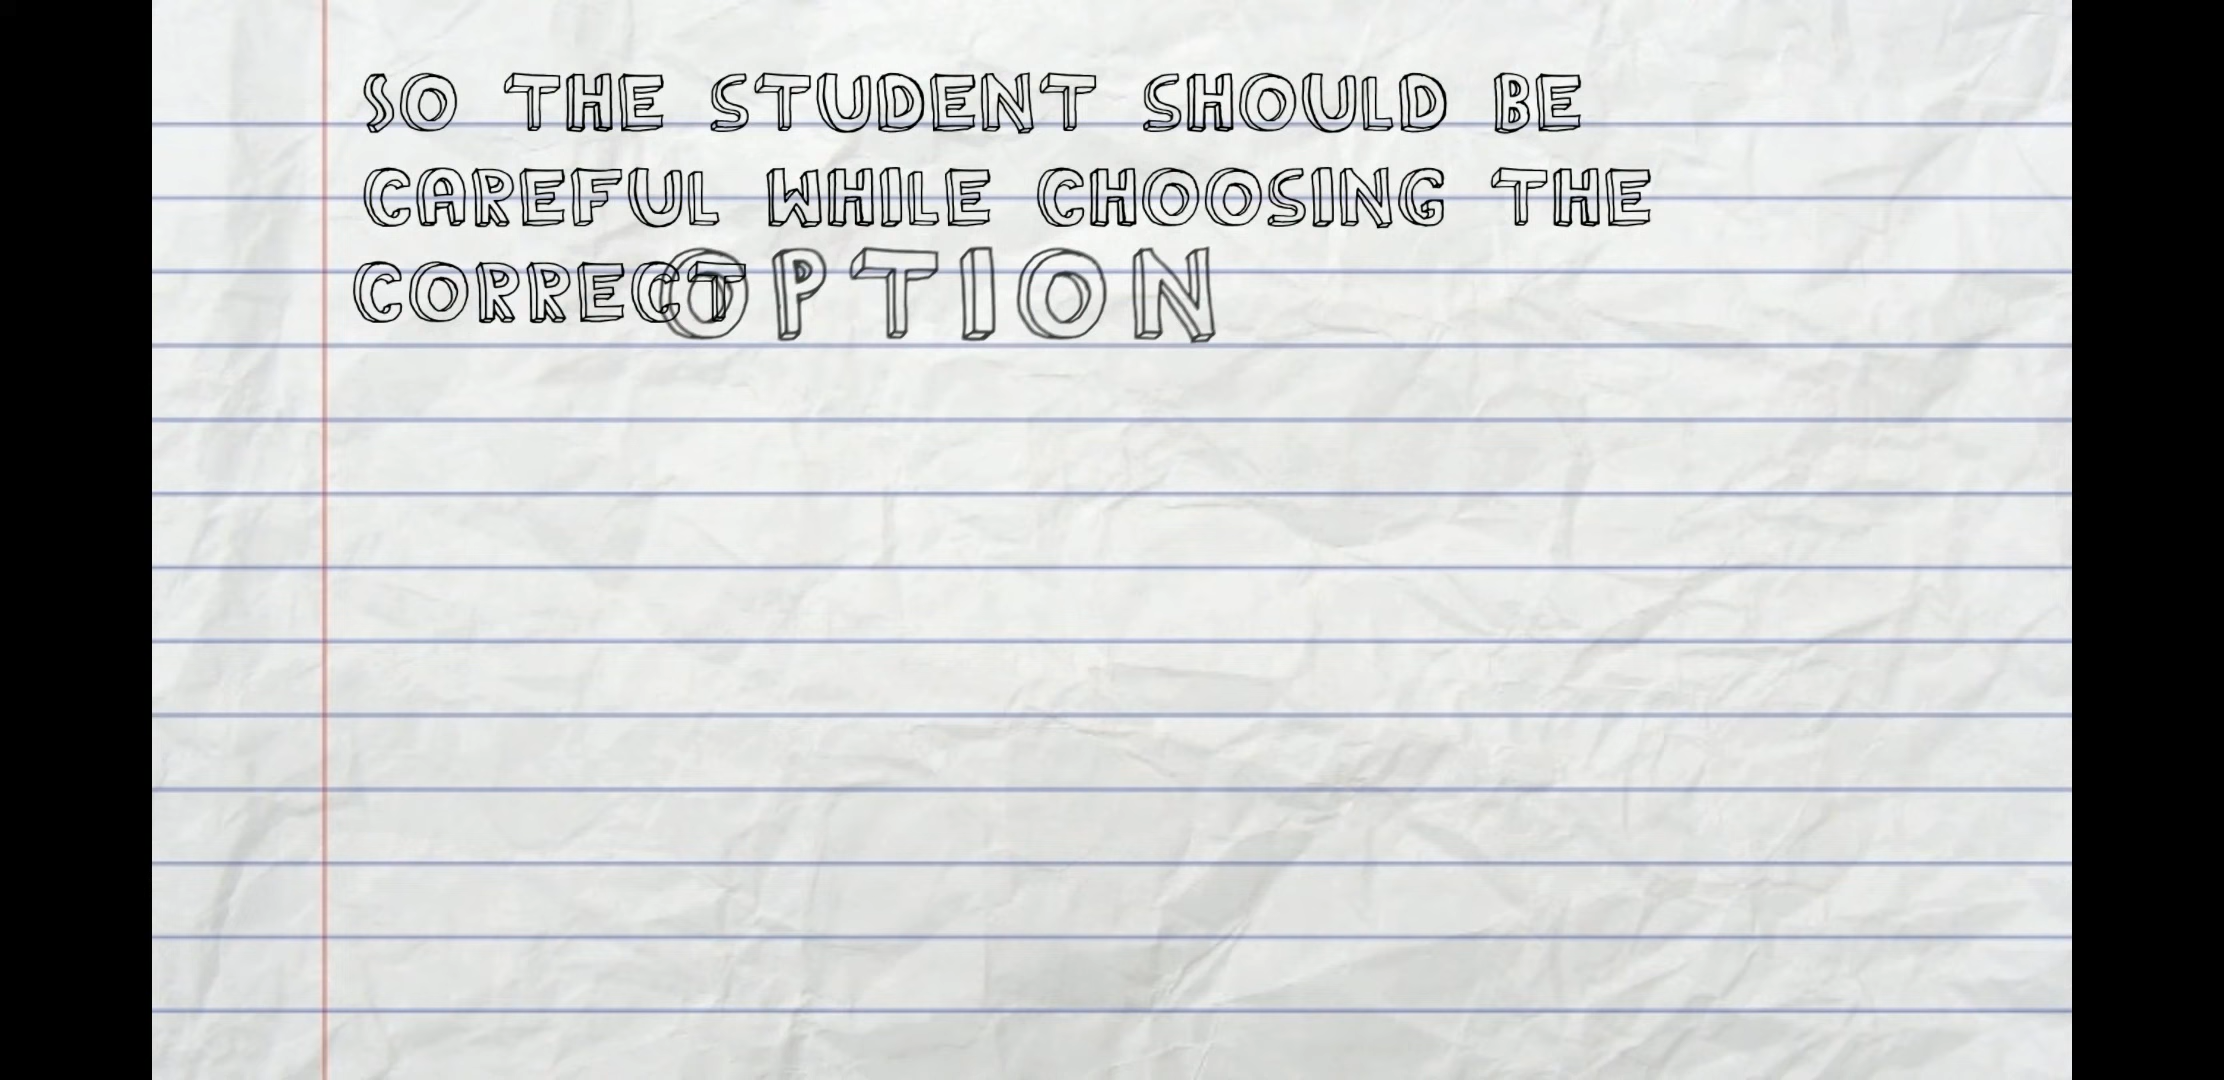 SO THE STUDENT SHOULD BE
CAREFUL WHILE CHOOSING THE
CORRECT OPTION